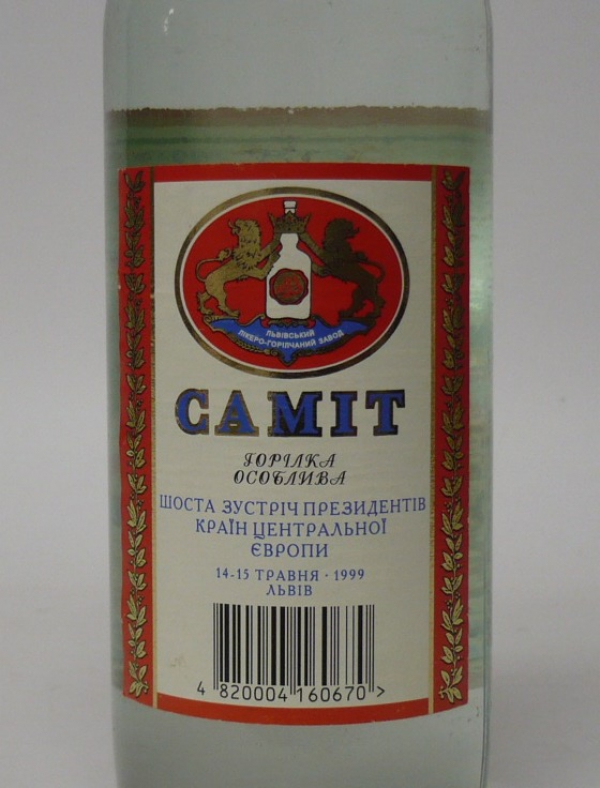 ЛЬВІВСЬКИЙ
ЛІКЕРО-ГОРІЛЧАНИЙ ЗАВОД
САМІТ
ГОРІЛКА
ОСОБЛИВА
ШОСТА ЗУСТРІЧ ПРЕЗИДЕНТІВ
КРАЇН ЦЕНТРАЛЬНОЇ
ЄВРОПИ
14-15 ТРАВНЯ · 1999
ЛЬВІВ
4 820004 160670 >